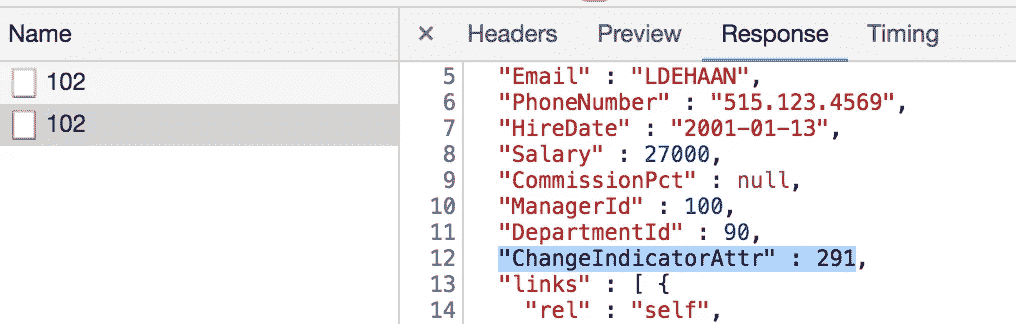 Name
× Headers Preview Response Timing
102
102
5 "Email" : "LDEHAAN",
6 "PhoneNumber" : "515.123.4569",
7 "HireDate" : "2001-01-13",
8 "Salary" : 27000,
9 "CommissionPct" : null,
10 "ManagerId" : 100,
11 "DepartmentId" : 90,
12 "ChangeIndicatorAttr" : 291,
13 "links" : [ {
14 "rel" : "self",